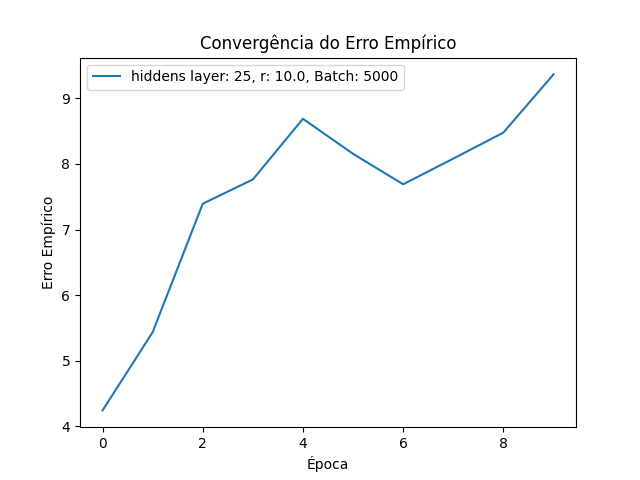 Convergência do Erro Empírico
hiddens layer: 25, r: 10.0, Batch: 5000
Erro Empírico
9
8
7
6
5
4
0 2 4 6 8
Época